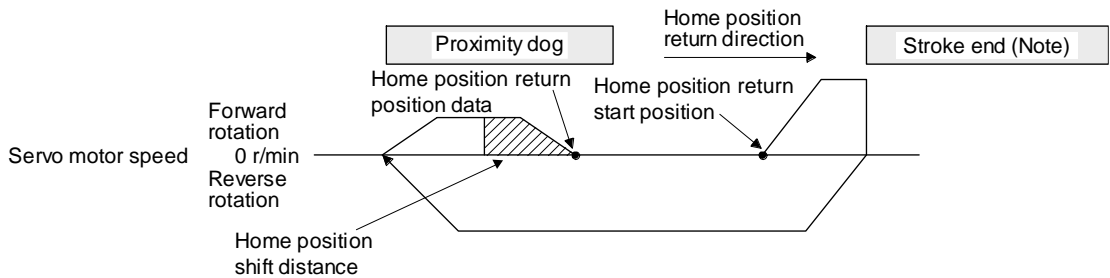 Proximity dog
Home position
return direction
Stroke end (Note)
Home position return
position data
Home position return
start position
Forward
rotation
Servo motor speed
0 r/min
Reverse
rotation
Home position
shift distance